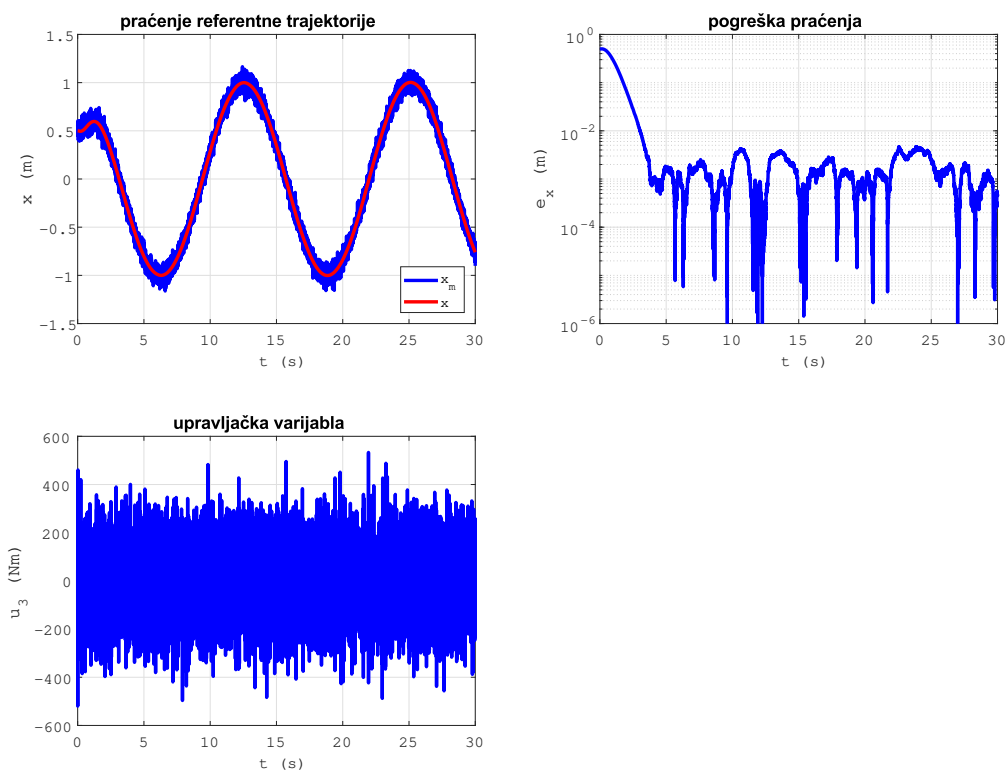 praćenje referentne trajektorije
1.5
1
0.5
0
-0.5
-1
-1.5
x (m)
0 5 10 15 20 25 30
t (s)
x_m
x
pogreška praćenja
10^0
10^-2
10^-4
10^-6
e_x (m)
0 5 10 15 20 25 30
t (s)
upravljačka varijabla
600
400
200
0
-200
-400
-600
u_3 (Nm)
0 5 10 15 20 25 30
t (s)